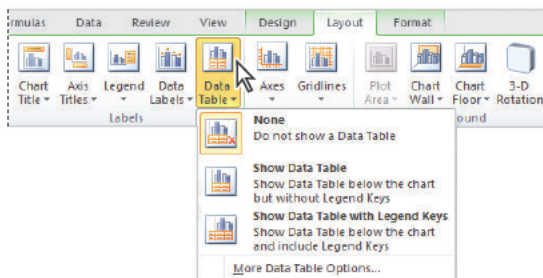 rmulas Data Review View Design Layout Format
Chart Title Axis Titles Legend Data Labels Data Table Axes Gridlines Plot Area Chart Wall Chart Floor 3-D Rotation
Labels ound
None
Do not show a Data Table
Show Data Table
Show Data Table below the chart
but without Legend Keys
Show Data Table with Legend Keys
Show Data Table below the chart
and include Legend Keys
More Data Table Options...